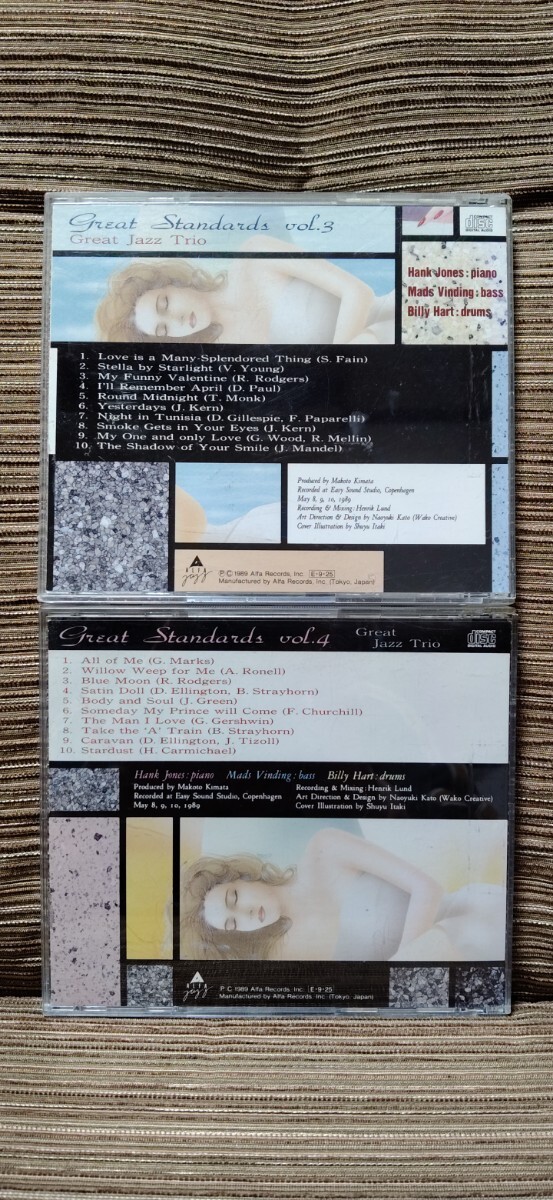 Great Standards vol.3
Great Jazz Trio
COMPACT
disc
DIGITAL AUDIO
Hank Jones : piano
Mads Vinding : bass
Billy Hart : drums
1. Love is a Many-Splendored Thing (S. Fain)
2. Stella by Starlight (V. Young)
3. My Funny Valentine (R. Rodgers)
4. I'll Remember April (D. Paul)
5. Round Midnight (T. Monk)
6. Yesterdays (J. Kern)
7. Night in Tunisia (D. Gillespie, F. Paparelli)
8. Smoke Gets in Your Eyes (J. Kern)
9. My One and only Love (G. Wood, R. Mellin)
10. The Shadow of Your Smile (J. Mandel)
Produced by Makoto Kimata
Recorded at Easy Sound Studio, Copenhagen
May 8, 9, 10, 1989
Recording & Mixing : Henrik Lund
Art Direction & Design by Naoyuki Kato (Wako Creative)
Cover Illustration by Shuyu Itaki
ALFA
jazz
℗ © 1989 Alfa Records, Inc. E-9-25
Manufactured by Alfa Records, Inc. (Tokyo, Japan)
Great Standards vol.4
Great
Jazz Trio
COMPACT
disc
DIGITAL AUDIO
1. All of Me (G. Marks)
2. Willow Weep for Me (A. Ronell)
3. Blue Moon (R. Rodgers)
4. Satin Doll (D. Ellington, B. Strayhorn)
5. Body and Soul (J. Green)
6. Someday My Prince will Come (F. Churchill)
7. The Man I Love (G. Gershwin)
8. Take the 'A' Train (B. Strayhorn)
9. Caravan (D. Ellington, J. Tizoll)
10. Stardust (H. Carmichael)
Hank Jones : piano Mads Vinding : bass Billy Hart : drums
Produced by Makoto Kimata
Recorded at Easy Sound Studio, Copenhagen
May 8, 9, 10, 1989
Recording & Mixing : Henrik Lund
Art Direction & Design by Naoyuki Kato (Wako Creative)
Cover Illustration by Shuyu Itaki
ALFA
jazz
℗ © 1989 Alfa Records, Inc. E-9-25
Manufactured by Alfa Records, Inc. (Tokyo, Japan)